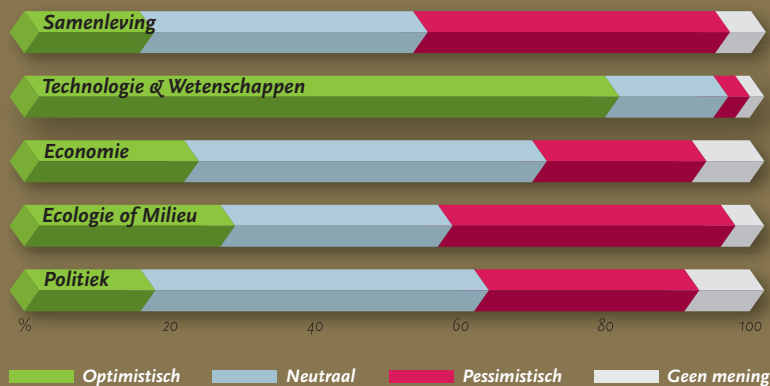 Samenleving
Technologie & Wetenschappen
Economie
Ecologie of Milieu
Politiek
% 20 40 60 80 100
Optimistisch Neutraal Pessimistisch Geen mening